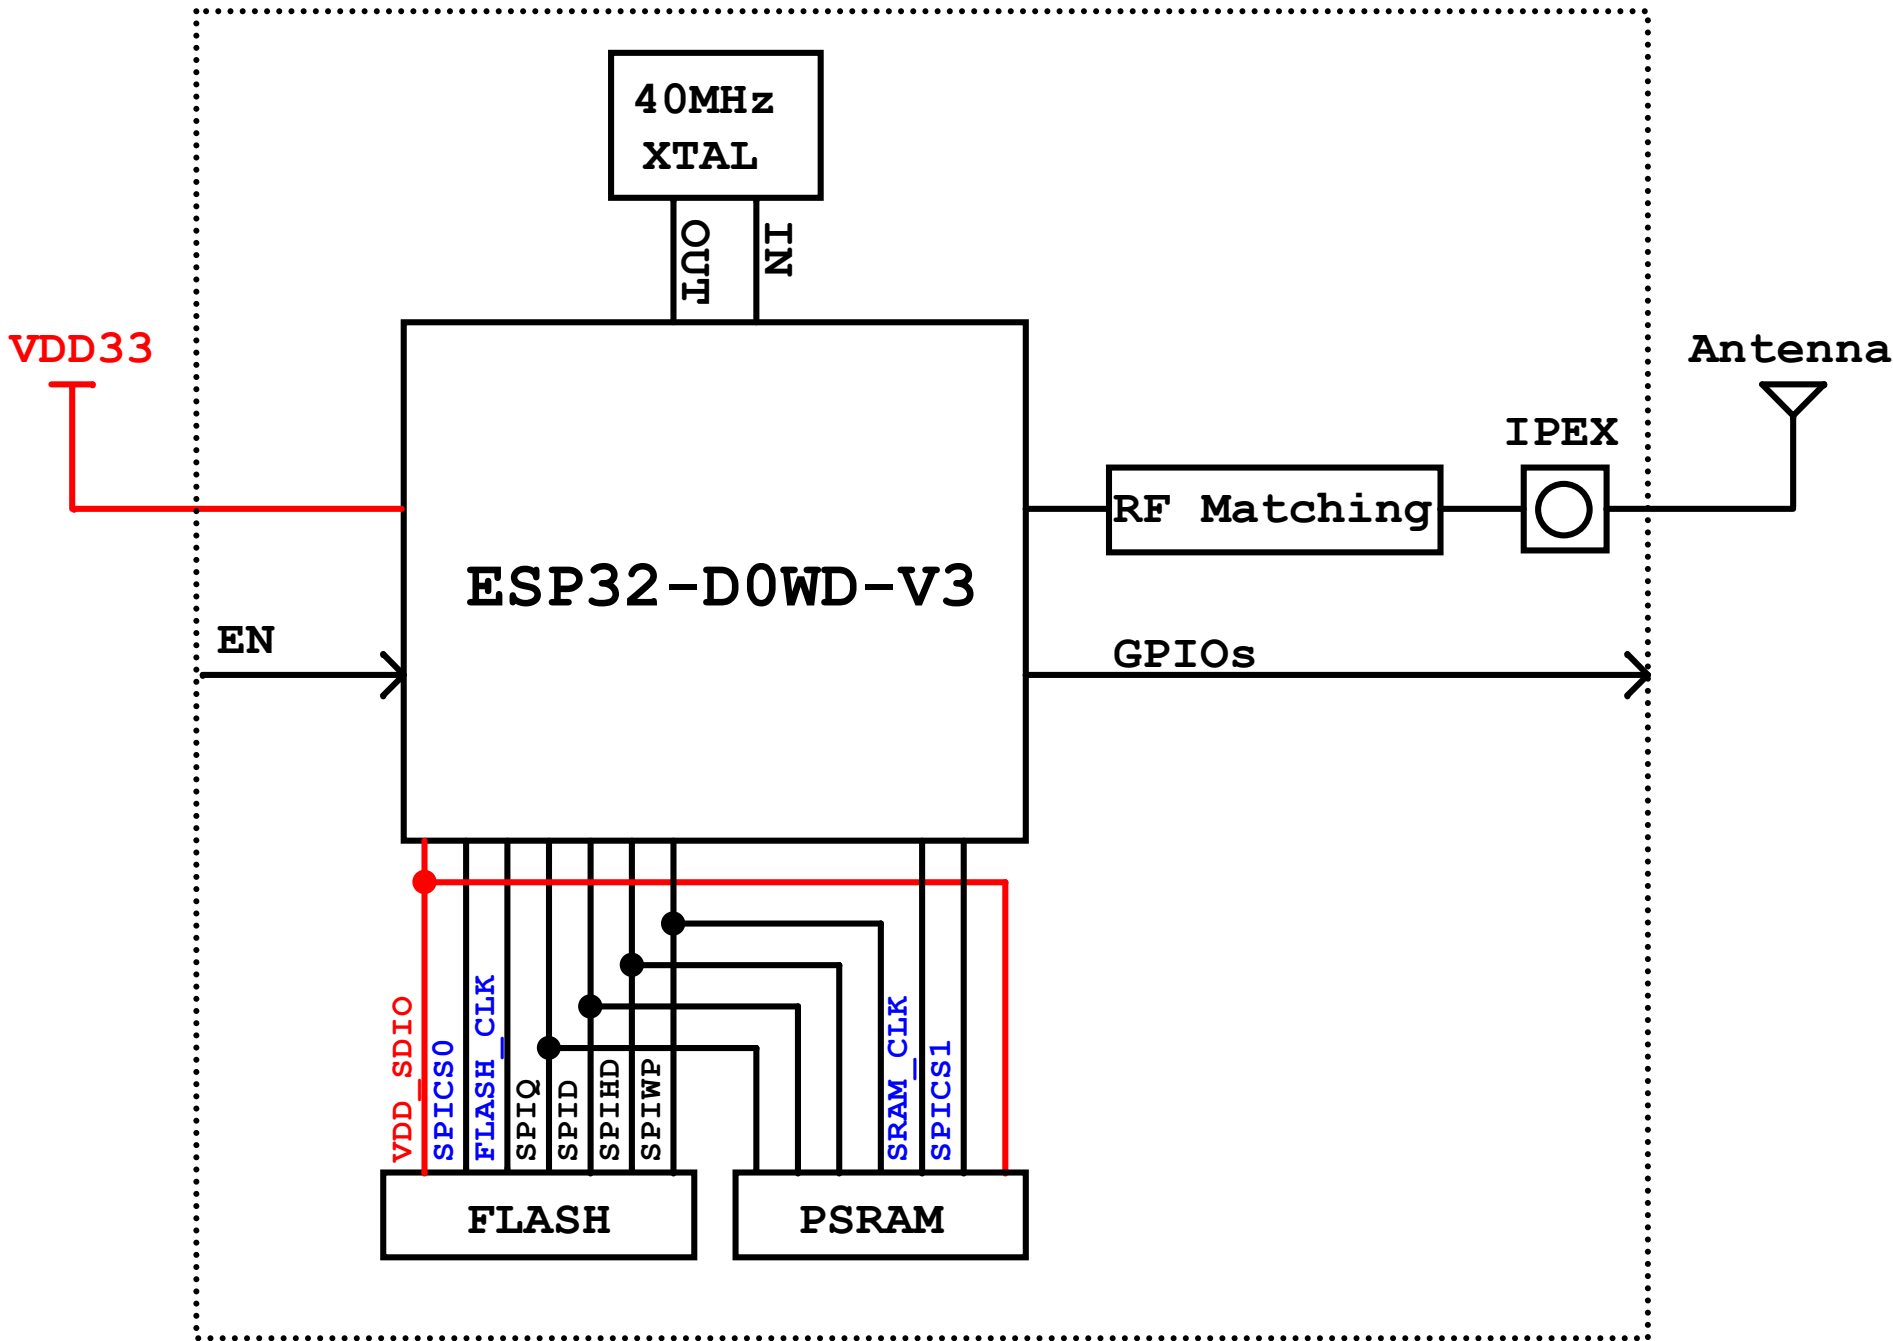 40MHz
XTAL
OUT
IN
VDD33
Antenna
IPEX
RF Matching
ESP32-D0WD-V3
EN
GPIOs
VDD_SDIO
SPICS0
FLASH_CLK
SPIQ
SPID
SPIHD
SPIWP
SRAM_CLK
SPICS1
FLASH
PSRAM